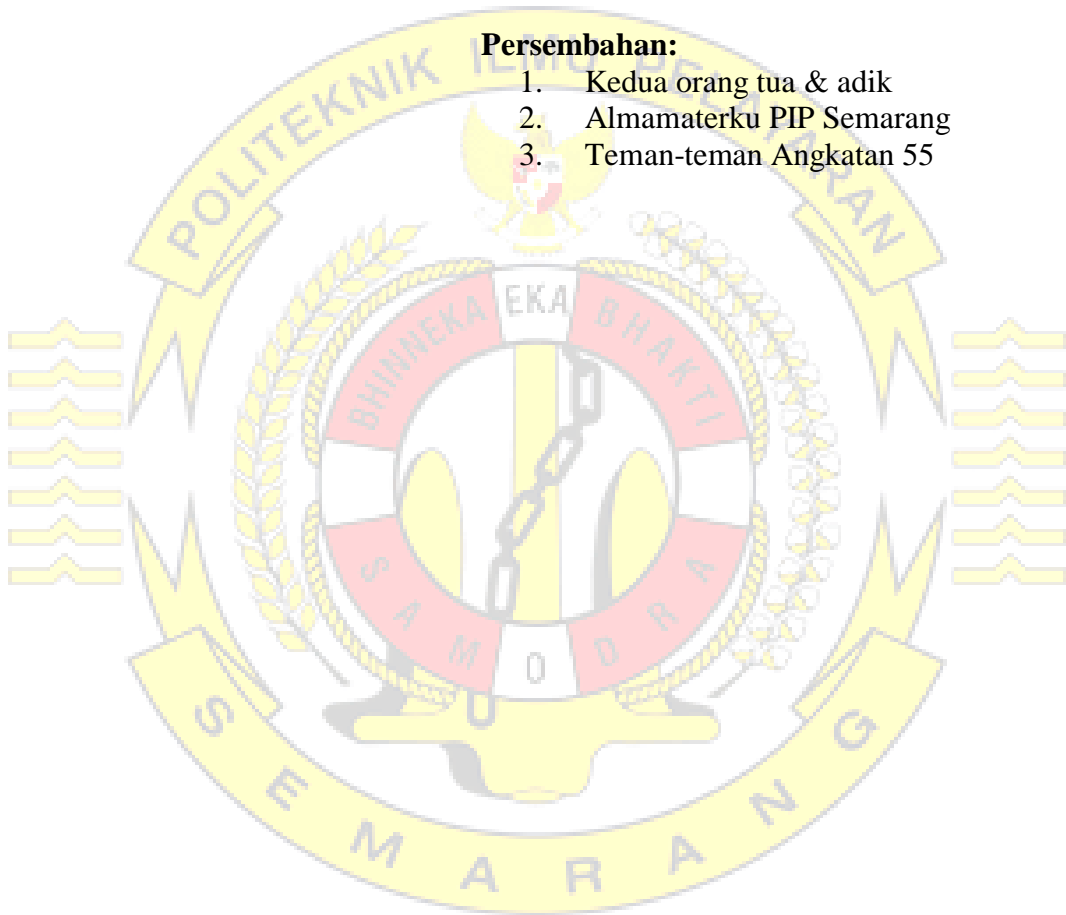 Persembahan:
1. Kedua orang tua & adik
2. Almamaterku PIP Semarang
3. Teman-teman Angkatan 55
POLITEKNIK ILMU PELAYARAN
BHINNEKA EKA BHAKTI
SAMODRA
SEMARANG